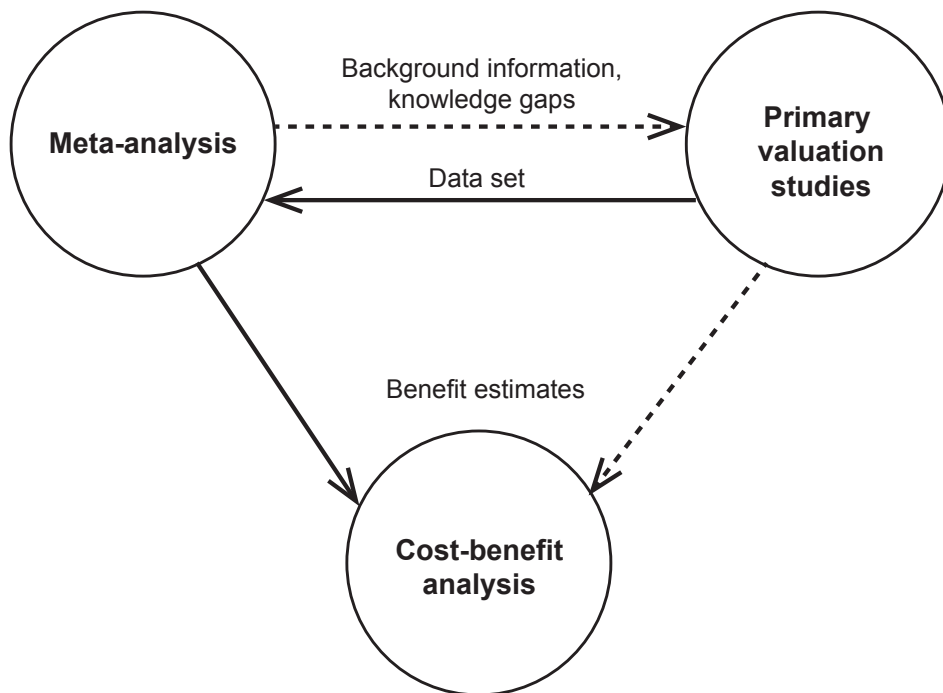 Background information,
knowledge gaps
Meta-analysis
Primary
valuation
studies
Data set
Benefit estimates
Cost-benefit
analysis